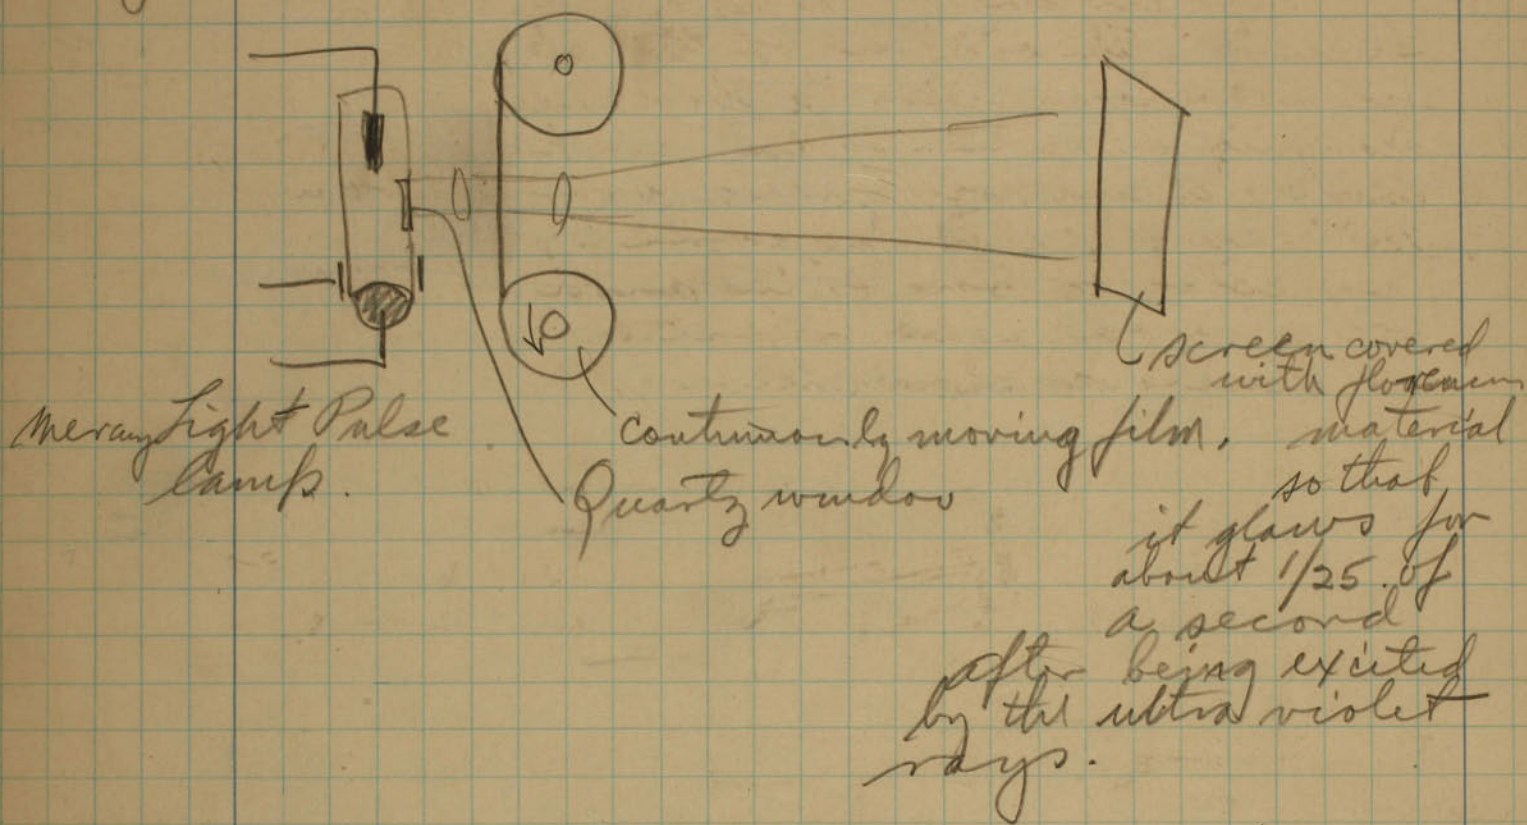 Mercury Light Pulse
lamp.
continuously moving film.
Quartz window
screen covered
with
material
so that
it glows for
about 1/25 of
a second
after being excited
by the ultra violet
rays.